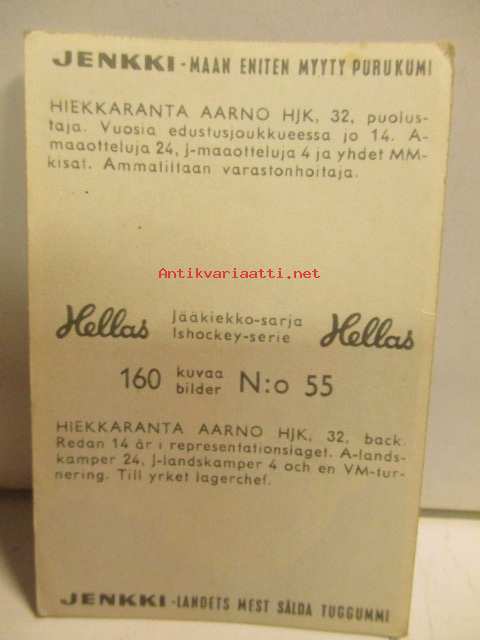 JENKKI - MAAN ENITEN MYYTY PURUKUMI
HIEKKARANTA AARNO HJK, 32, puolus-
taja. Vuosia edustusjoukkueessa jo 14. A-
maaotteluja 24, J-maaotteluja 4 ja yhdet MM-
kisat. Ammatiltaan varastonhoitaja.
Antikvariaatti.net
Hellas Jääkiekko-sarja Hellas
Ishockey-serie
160 kuvaa N:o 55
bilder
HIEKKARANTA AARNO HJK, 32, back.
Redan 14 år i representationslaget. A-lands-
kamper 24, J-landskamper 4 och en VM-tur-
nering. Till yrket lagerchef.
JENKKI - LANDETS MEST SÅLDA TUGGUMMI